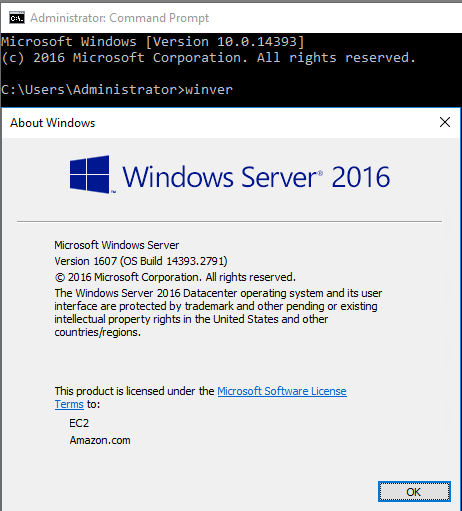 Administrator: Command Prompt
Microsoft Windows [Version 10.0.14393]
(c) 2016 Microsoft Corporation. All rights reserved.
C:\Users\Administrator>winver
About Windows
Windows Server® 2016
Microsoft Windows Server
Version 1607 (OS Build 14393.2791)
© 2016 Microsoft Corporation. All rights reserved.
The Windows Server 2016 Datacenter operating system and its user
interface are protected by trademark and other pending or existing
intellectual property rights in the United States and other
countries/regions.
This product is licensed under the Microsoft Software License
Terms to:
EC2
Amazon.com
OK